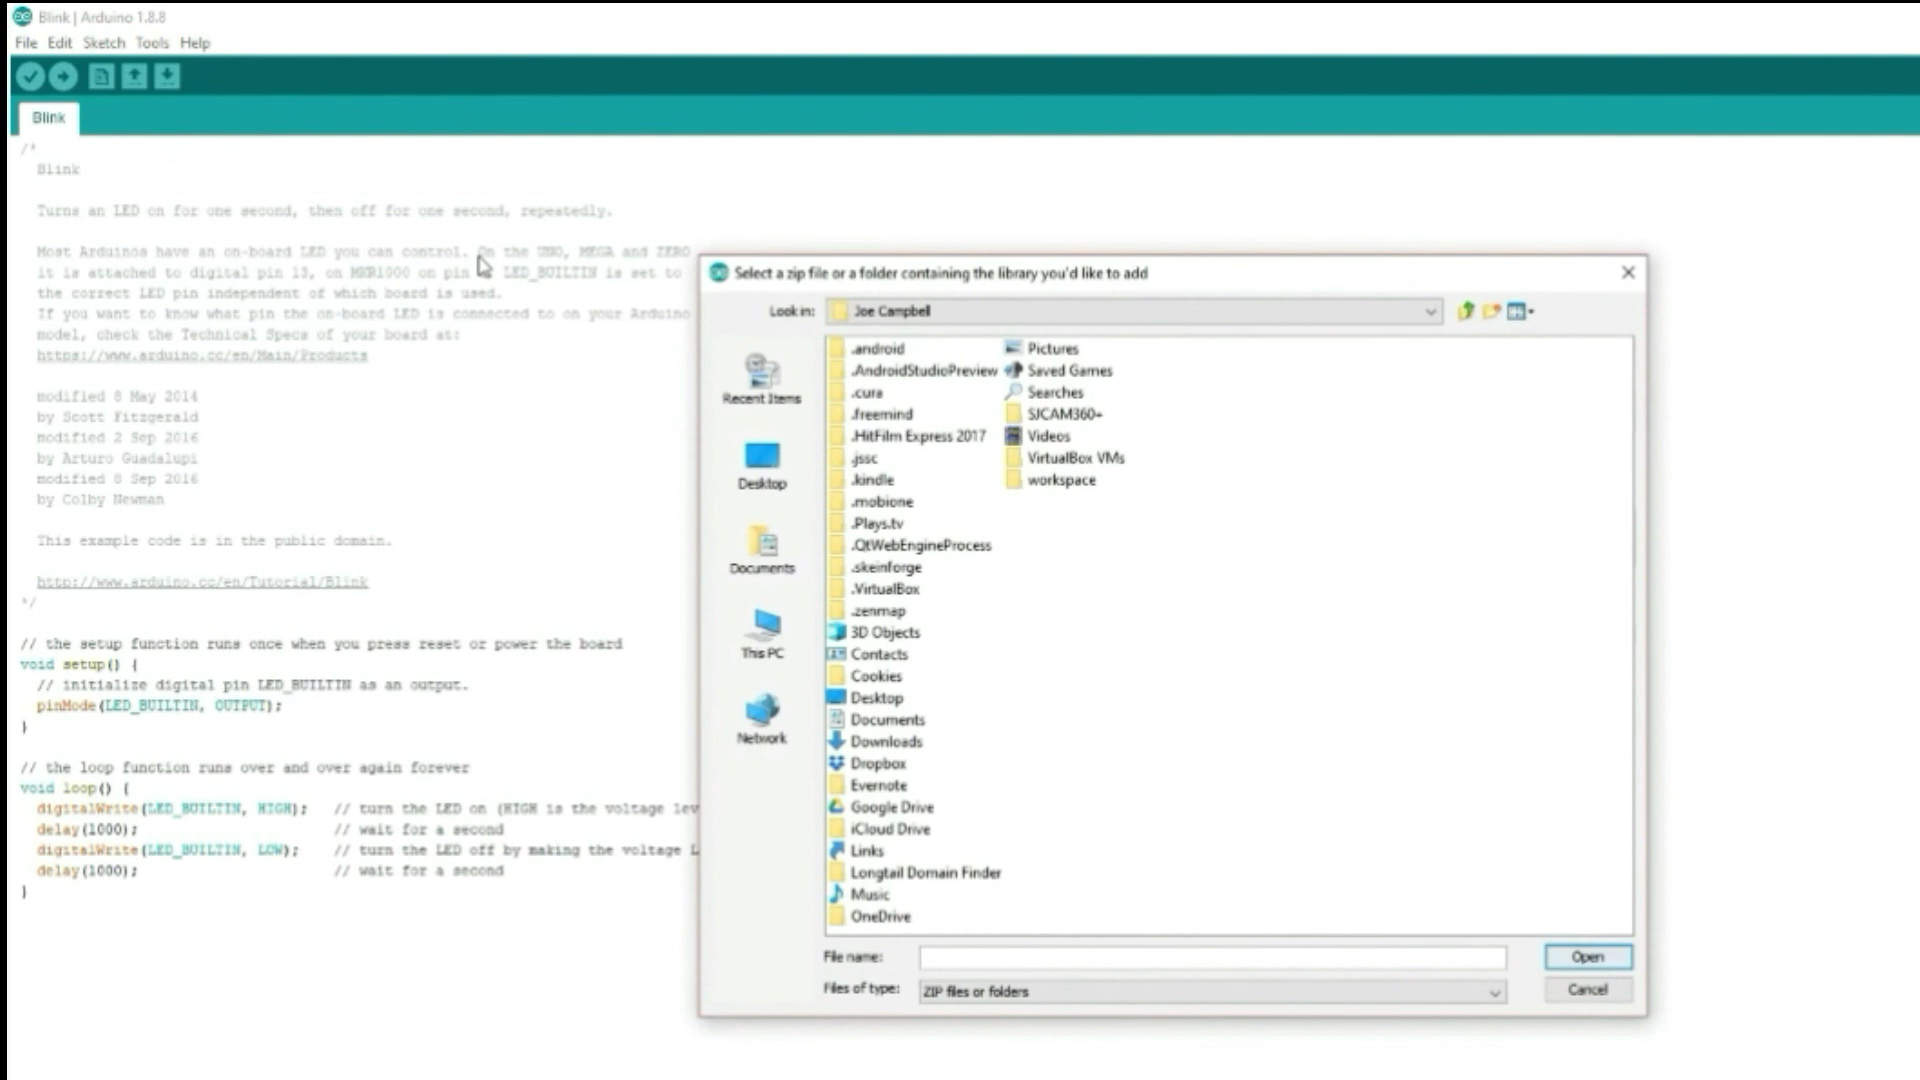 Blink | Arduino 1.8.8
File Edit Sketch Tools Help
Blink
/*
Blink
Turns an LED on for one second, then off for one second, repeatedly.
Most Arduinos have an on-board LED you can control. On the UNO, MEGA and ZERO
it is attached to digital pin 13, on MKR1000 on pin LED_BUILTIN is set to
the correct LED pin independent of which board is used.
If you want to know what pin the on-board LED is connected to on your Arduino
model, check the Technical Specs of your board at:
https://www.arduino.cc/en/Main/Products
modified 8 May 2014
by Scott Fitzgerald
modified 2 Sep 2016
by Arturo Guadalupi
modified 8 Sep 2016
by Colby Newman
This example code is in the public domain.
http://www.arduino.cc/en/Tutorial/Blink
*/
// the setup function runs once when you press reset or power the board
void setup() {
// initialize digital pin LED_BUILTIN as an output.
pinMode(LED_BUILTIN, OUTPUT);
}
// the loop function runs over and over again forever
void loop() {
digitalWrite(LED_BUILTIN, HIGH); // turn the LED on (HIGH is the voltage lev
delay(1000); // wait for a second
digitalWrite(LED_BUILTIN, LOW); // turn the LED off by making the voltage L
delay(1000); // wait for a second
}
Select a zip file or a folder containing the library you'd like to add
Look in: Joe Campbell
Recent Items
Desktop
Documents
This PC
Network
.android
.AndroidStudioPreview
.cura
.freemind
.HitFilm Express 2017
.jssc
.kindle
.mobione
.Plays.tv
.QtWebEngineProcess
.skeinforge
.VirtualBox
.zenmap
3D Objects
Contacts
Cookies
Desktop
Documents
Downloads
Dropbox
Evernote
Google Drive
iCloud Drive
Links
Longtail Domain Finder
Music
OneDrive
Pictures
Saved Games
Searches
SJCAM360+
Videos
VirtualBox VMs
workspace
File name:
Open
Files of type: ZIP files or folders
Cancel